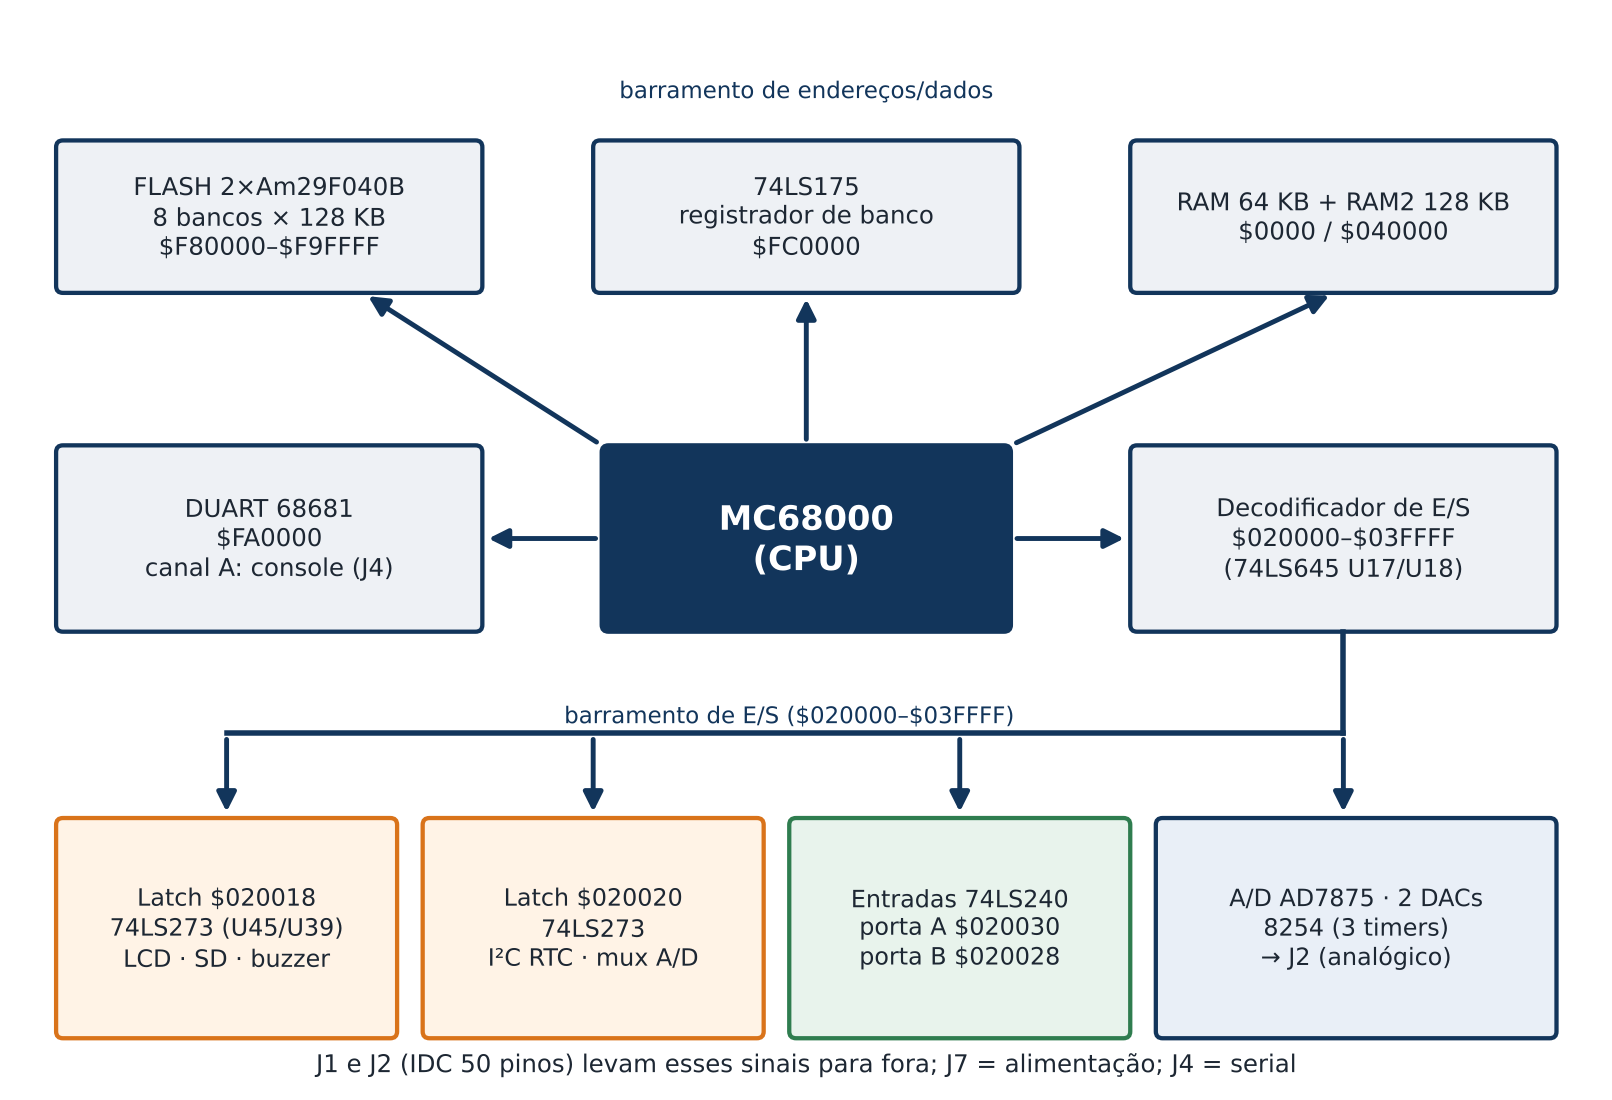 barramento de endereços/dados
FLASH 2×Am29F040B
8 bancos × 128 KB
$F80000–$F9FFFF
74LS175
registrador de banco
$FC0000
RAM 64 KB + RAM2 128 KB
$0000 / $040000
DUART 68681
$FA0000
canal A: console (J4)
MC68000
(CPU)
Decodificador de E/S
$020000–$03FFFF
(74LS645 U17/U18)
barramento de E/S ($020000–$03FFFF)
Latch $020018
74LS273 (U45/U39)
LCD · SD · buzzer
Latch $020020
74LS273
I²C RTC · mux A/D
Entradas 74LS240
porta A $020030
porta B $020028
A/D AD7875 · 2 DACs
8254 (3 timers)
→ J2 (analógico)
J1 e J2 (IDC 50 pinos) levam esses sinais para fora; J7 = alimentação; J4 = serial